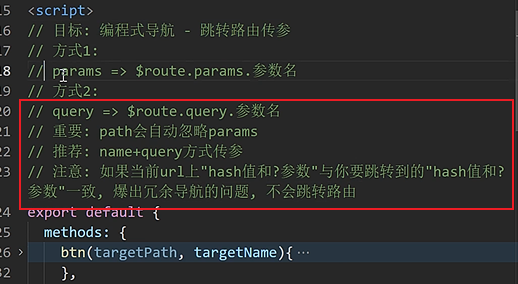 15 <script>
16 // 目标: 编程式导航 - 跳转路由传参
17 // 方式1:
18 // params => $route.params.参数名
19 // 方式2:
20 // query => $route.query.参数名
21 // 重要: path会自动忽略params
22 // 推荐: name+query方式传参
23 // 注意: 如果当前url上"hash值和?参数"与你要跳转到的"hash值和?
参数"一致, 爆出冗余导航的问题, 不会跳转路由
24 export default {
25 methods: {
26 > btn(targetPath, targetName){ ···
32 },